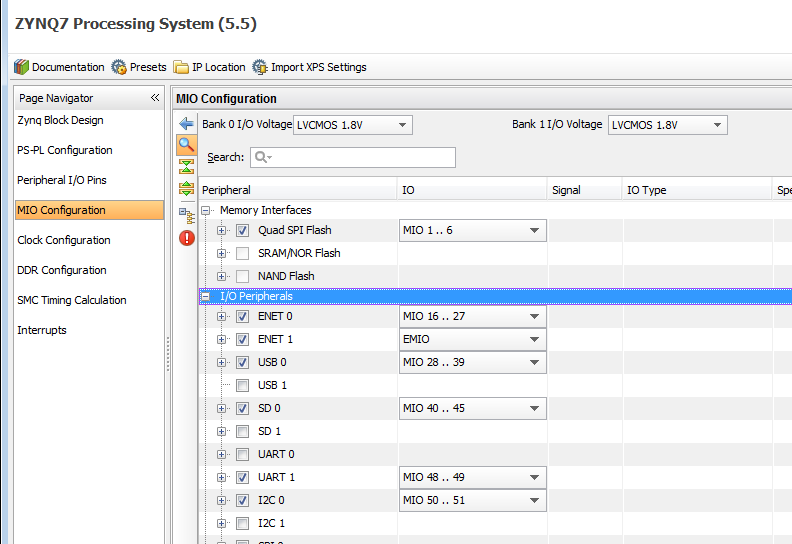 ZYNQ7 Processing System (5.5)
Documentation Presets IP Location Import XPS Settings
Page Navigator
Zynq Block Design
PS-PL Configuration
Peripheral I/O Pins
MIO Configuration
Clock Configuration
DDR Configuration
SMC Timing Calculation
Interrupts
MIO Configuration
Bank 0 I/O Voltage LVCMOS 1.8V Bank 1 I/O Voltage LVCMOS 1.8V
Search:
Peripheral IO Signal IO Type Spe
Memory Interfaces
Quad SPI Flash MIO 1 .. 6
SRAM/NOR Flash
NAND Flash
I/O Peripherals
ENET 0 MIO 16 .. 27
ENET 1 EMIO
USB 0 MIO 28 .. 39
USB 1
SD 0 MIO 40 .. 45
SD 1
UART 0
UART 1 MIO 48 .. 49
I2C 0 MIO 50 .. 51
I2C 1